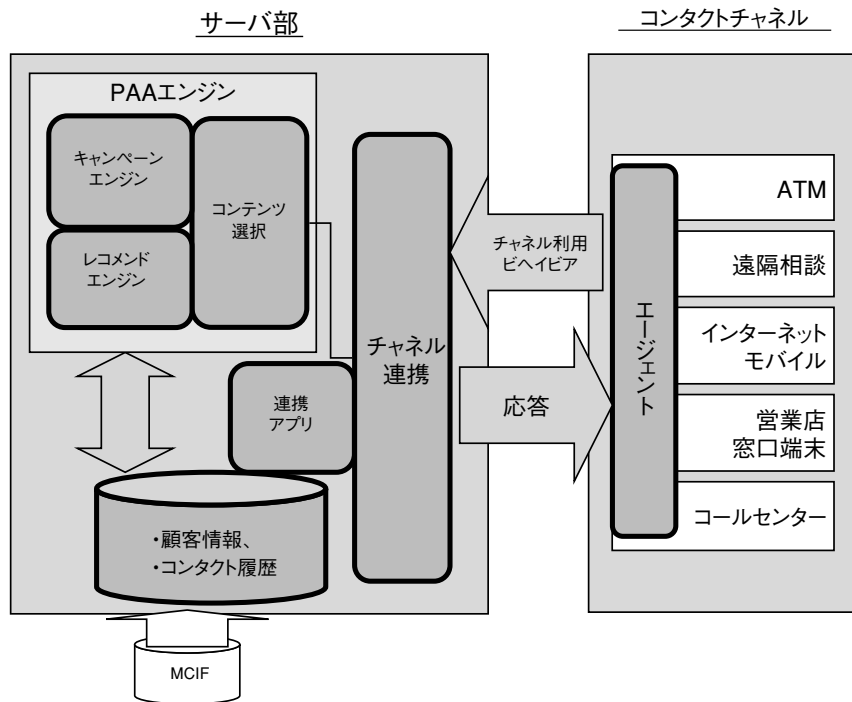 サーバ部
コンタクトチャネル
PAAエンジン
キャンペーン
エンジン
コンテンツ
選択
レコメンド
エンジン
チャネル
連携
連携
アプリ
・顧客情報、
・コンタクト履歴
MCIF
チャネル利用
ビヘイビア
応答
エージェント
ATM
遠隔相談
インターネット
モバイル
営業店
窓口端末
コールセンター